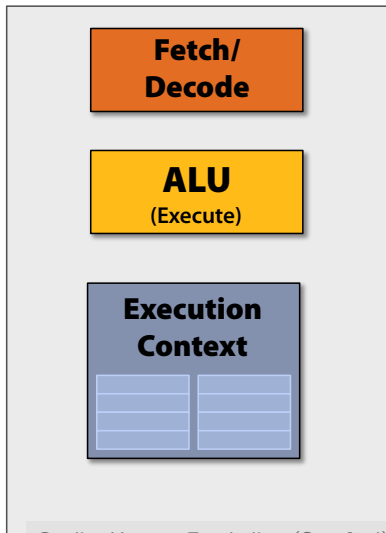 Fetch/
Decode
ALU
(Execute)
Execution
Context